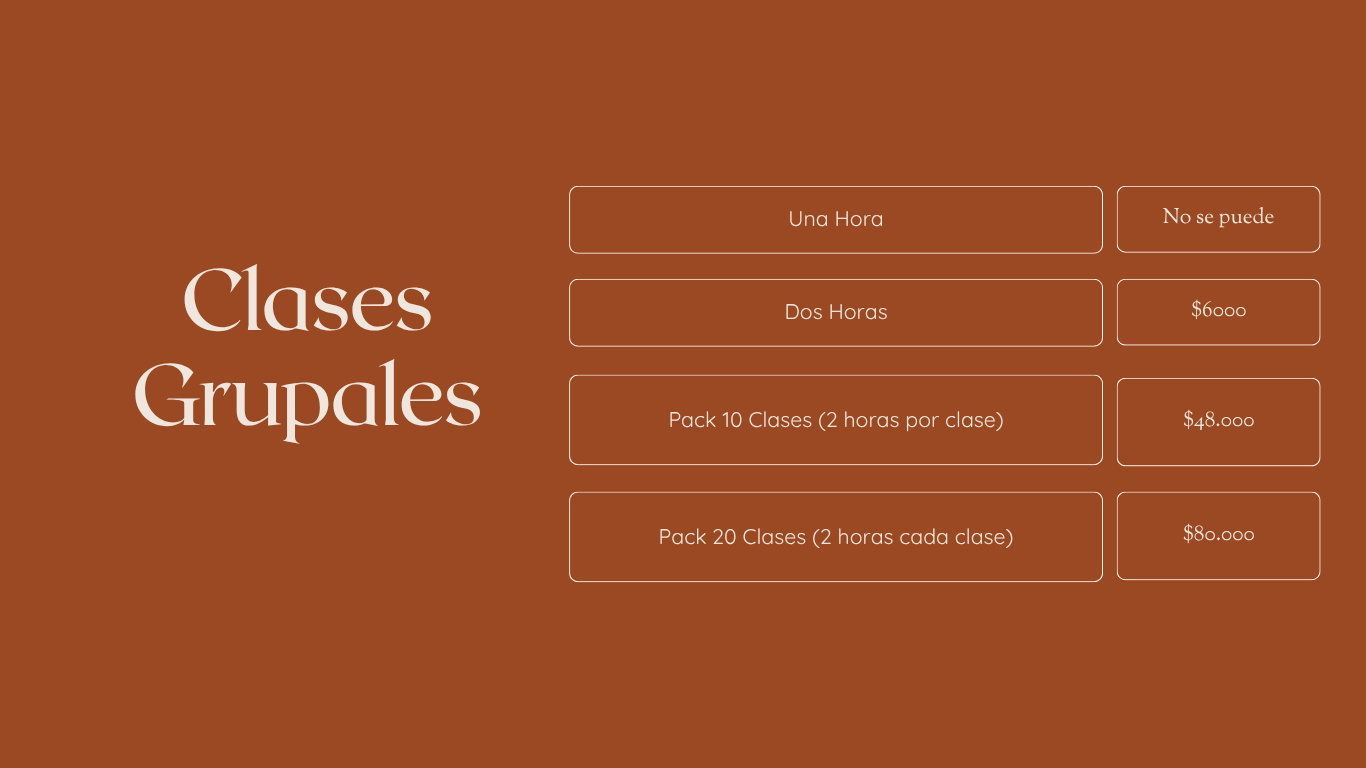 Clases
Grupales
Una Hora
No se puede
Dos Horas
$6000
Pack 10 Clases (2 horas por clase)
$48.000
Pack 20 Clases (2 horas cada clase)
$80.000